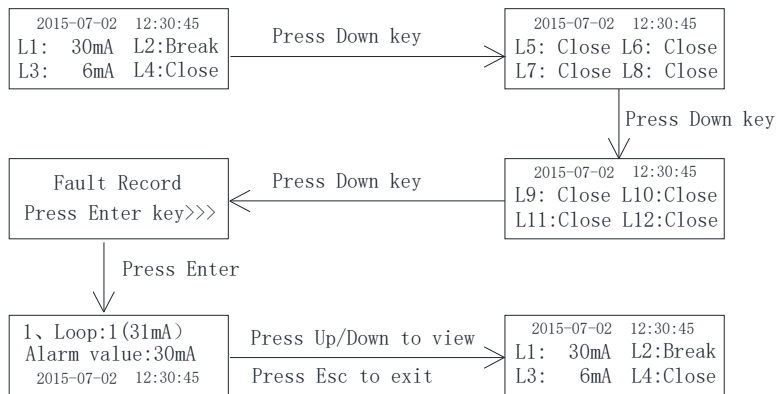 2015-07-02 12:30:45
L1: 30mA L2:Break
L3: 6mA L4:Close
Press Down key
2015-07-02 12:30:45
L5: Close L6: Close
L7: Close L8: Close
Press Down key
2015-07-02 12:30:45
L9: Close L10:Close
L11:Close L12:Close
Press Down key
Fault Record
Press Enter key>>>
Press Enter
1、Loop:1(31mA）
Alarm value:30mA
2015-07-02 12:30:45
Press Up/Down to view
Press Esc to exit
2015-07-02 12:30:45
L1: 30mA L2:Break
L3: 6mA L4:Close